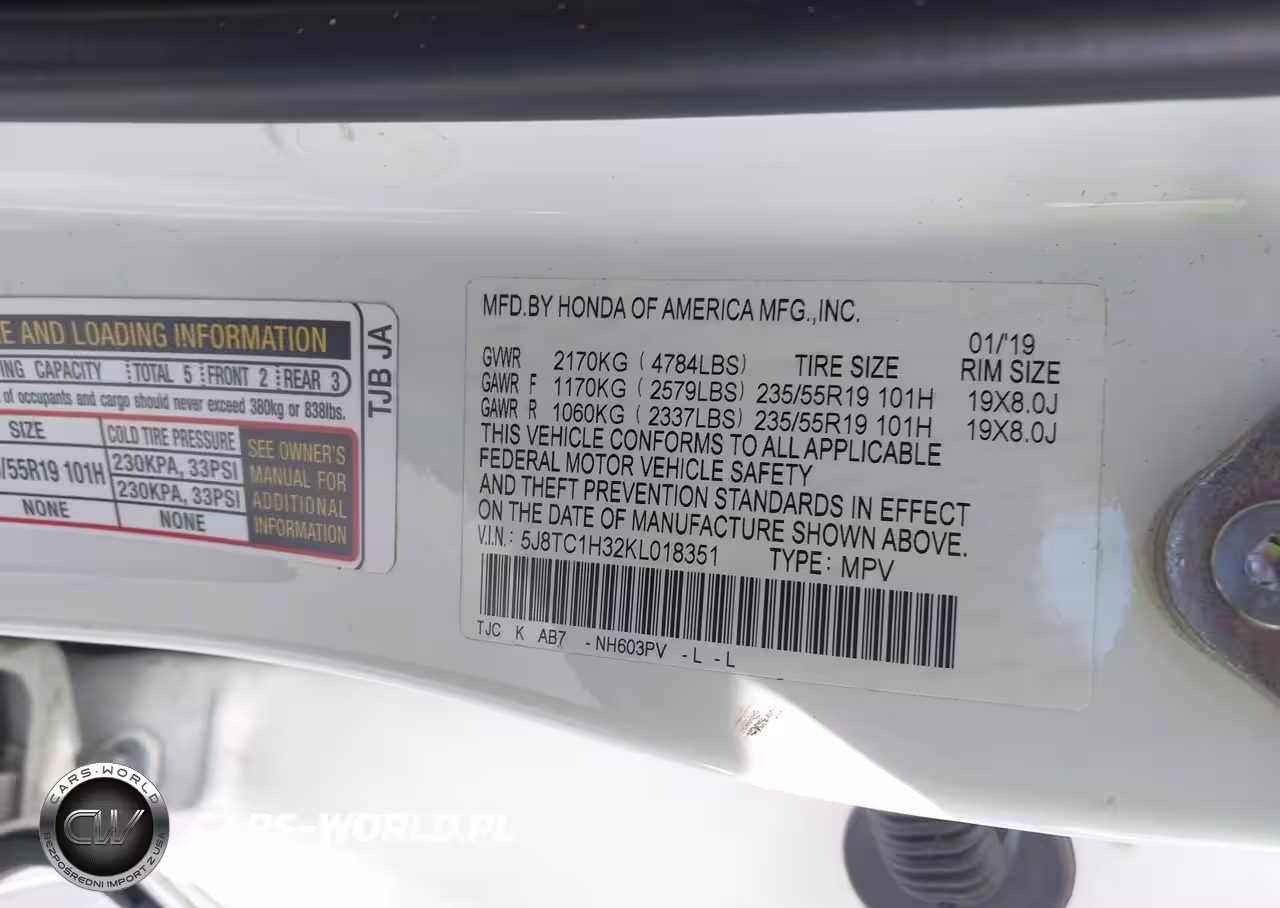 E AND LOADING INFORMATION
ING CAPACITY TOTAL 5 FRONT 2 REAR 3
of occupants and cargo should never exceed 380kg or 838lbs.
SIZE COLD TIRE PRESSURE SEE OWNER'S MANUAL FOR ADDITIONAL INFORMATION
/55R19 101H 230KPA, 33PSI
230KPA, 33PSI
NONE NONE
TJB JA
MFD.BY HONDA OF AMERICA MFG.,INC.
01/'19
GVWR 2170KG (4784LBS) TIRE SIZE RIM SIZE
GAWR F 1170KG (2579LBS) 235/55R19 101H 19X8.0J
GAWR R 1060KG (2337LBS) 235/55R19 101H 19X8.0J
THIS VEHICLE CONFORMS TO ALL APPLICABLE
FEDERAL MOTOR VEHICLE SAFETY
AND THEFT PREVENTION STANDARDS IN EFFECT
ON THE DATE OF MANUFACTURE SHOWN ABOVE.
V.I.N.: 5J8TC1H32KL018351 TYPE: MPV
TJC K AB7 -NH603PV -L -L
CARS-WORLD
CW
BEZPOŚREDNI IMPORT Z USA
CARS-WORLD.PL